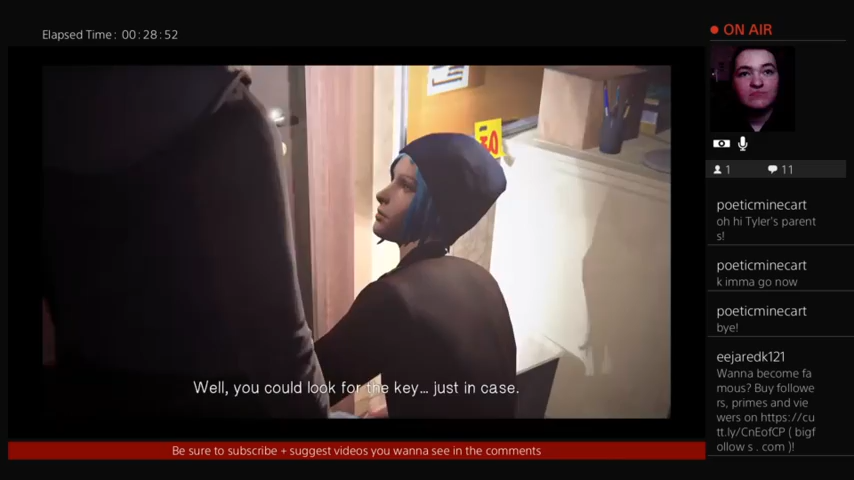 Elapsed Time: 00:28:52
ON AIR
1
11
30
poeticminecart
oh hi Tyler's parent
s!
poeticminecart
k imma go now
poeticminecart
bye!
eejaredk121
Wanna become fa
mous? Buy followe
rs, primes and vie
wers on https://cu
tt.ly/CnEofCP ( bigf
ollow s . com )!
Well, you could look for the key... just in case.
Be sure to subscribe + suggest videos you wanna see in the comments